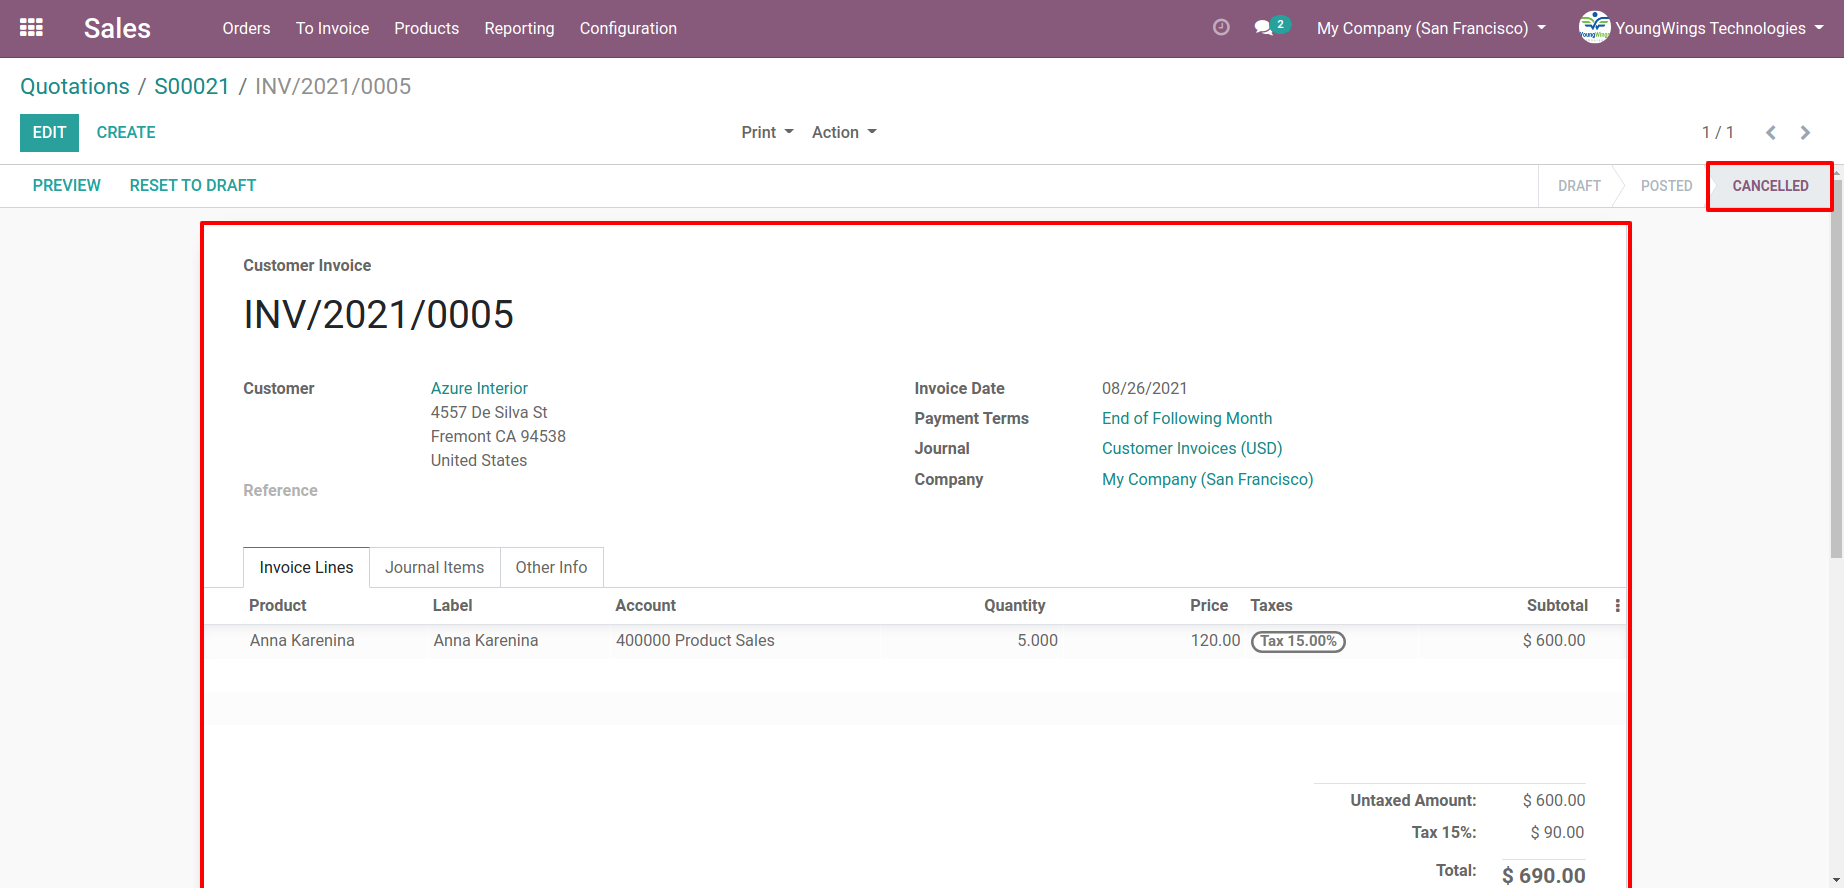 Sales Orders To Invoice Products Reporting Configuration 2 My Company (San Francisco) YoungWings Technologies
Quotations / S00021 / INV/2021/0005
EDIT CREATE Print Action 1 / 1
PREVIEW RESET TO DRAFT DRAFT POSTED CANCELLED
Customer Invoice
INV/2021/0005
Customer Azure Interior Invoice Date 08/26/2021
4557 De Silva St
Payment Terms End of Following Month
Fremont CA 94538
Journal Customer Invoices (USD)
United States
Company My Company (San Francisco)
Reference
Invoice Lines Journal Items Other Info
Product Label Account Quantity Price Taxes Subtotal
Anna Karenina Anna Karenina 400000 Product Sales 5.000 120.00 Tax 15.00% $ 600.00
Untaxed Amount: $ 600.00
Tax 15%: $ 90.00
Total: $ 690.00